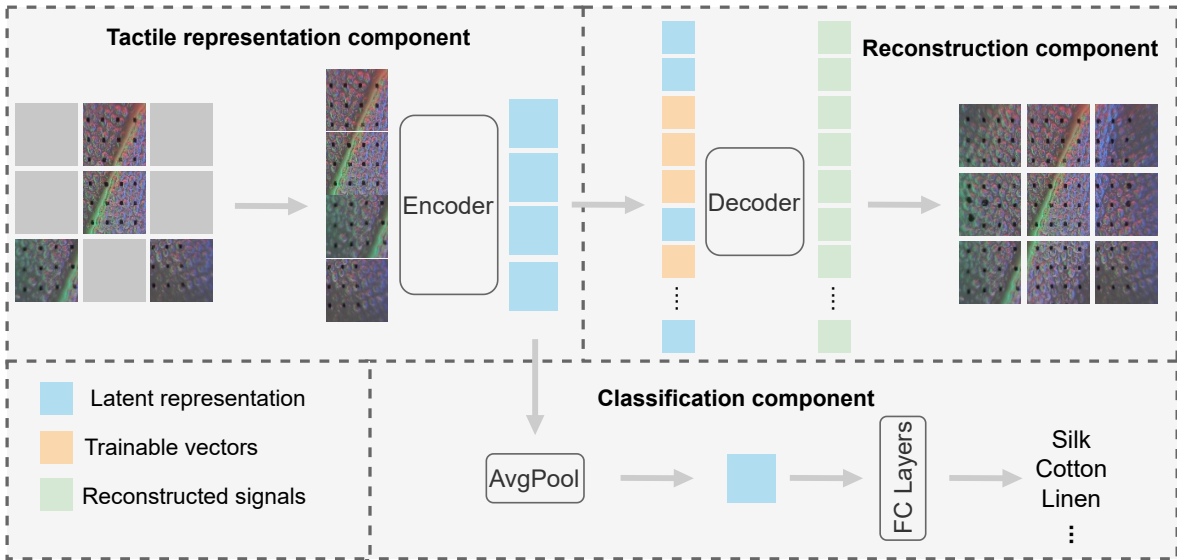 Tactile representation component
Reconstruction component
Encoder
Decoder
Latent representation
Trainable vectors
Reconstructed signals
Classification component
AvgPool
FC Layers
Silk
Cotton
Linen